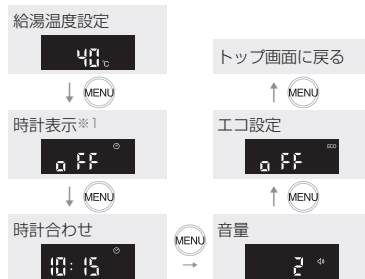 給湯温度設定
40℃
↓ MENU
時計表示※1
oFF
↓ MENU
時計合わせ
10:15
MENU
→
音量
2
↑ MENU
エコ設定
ECO
oFF
↑ MENU
トップ画面に戻る